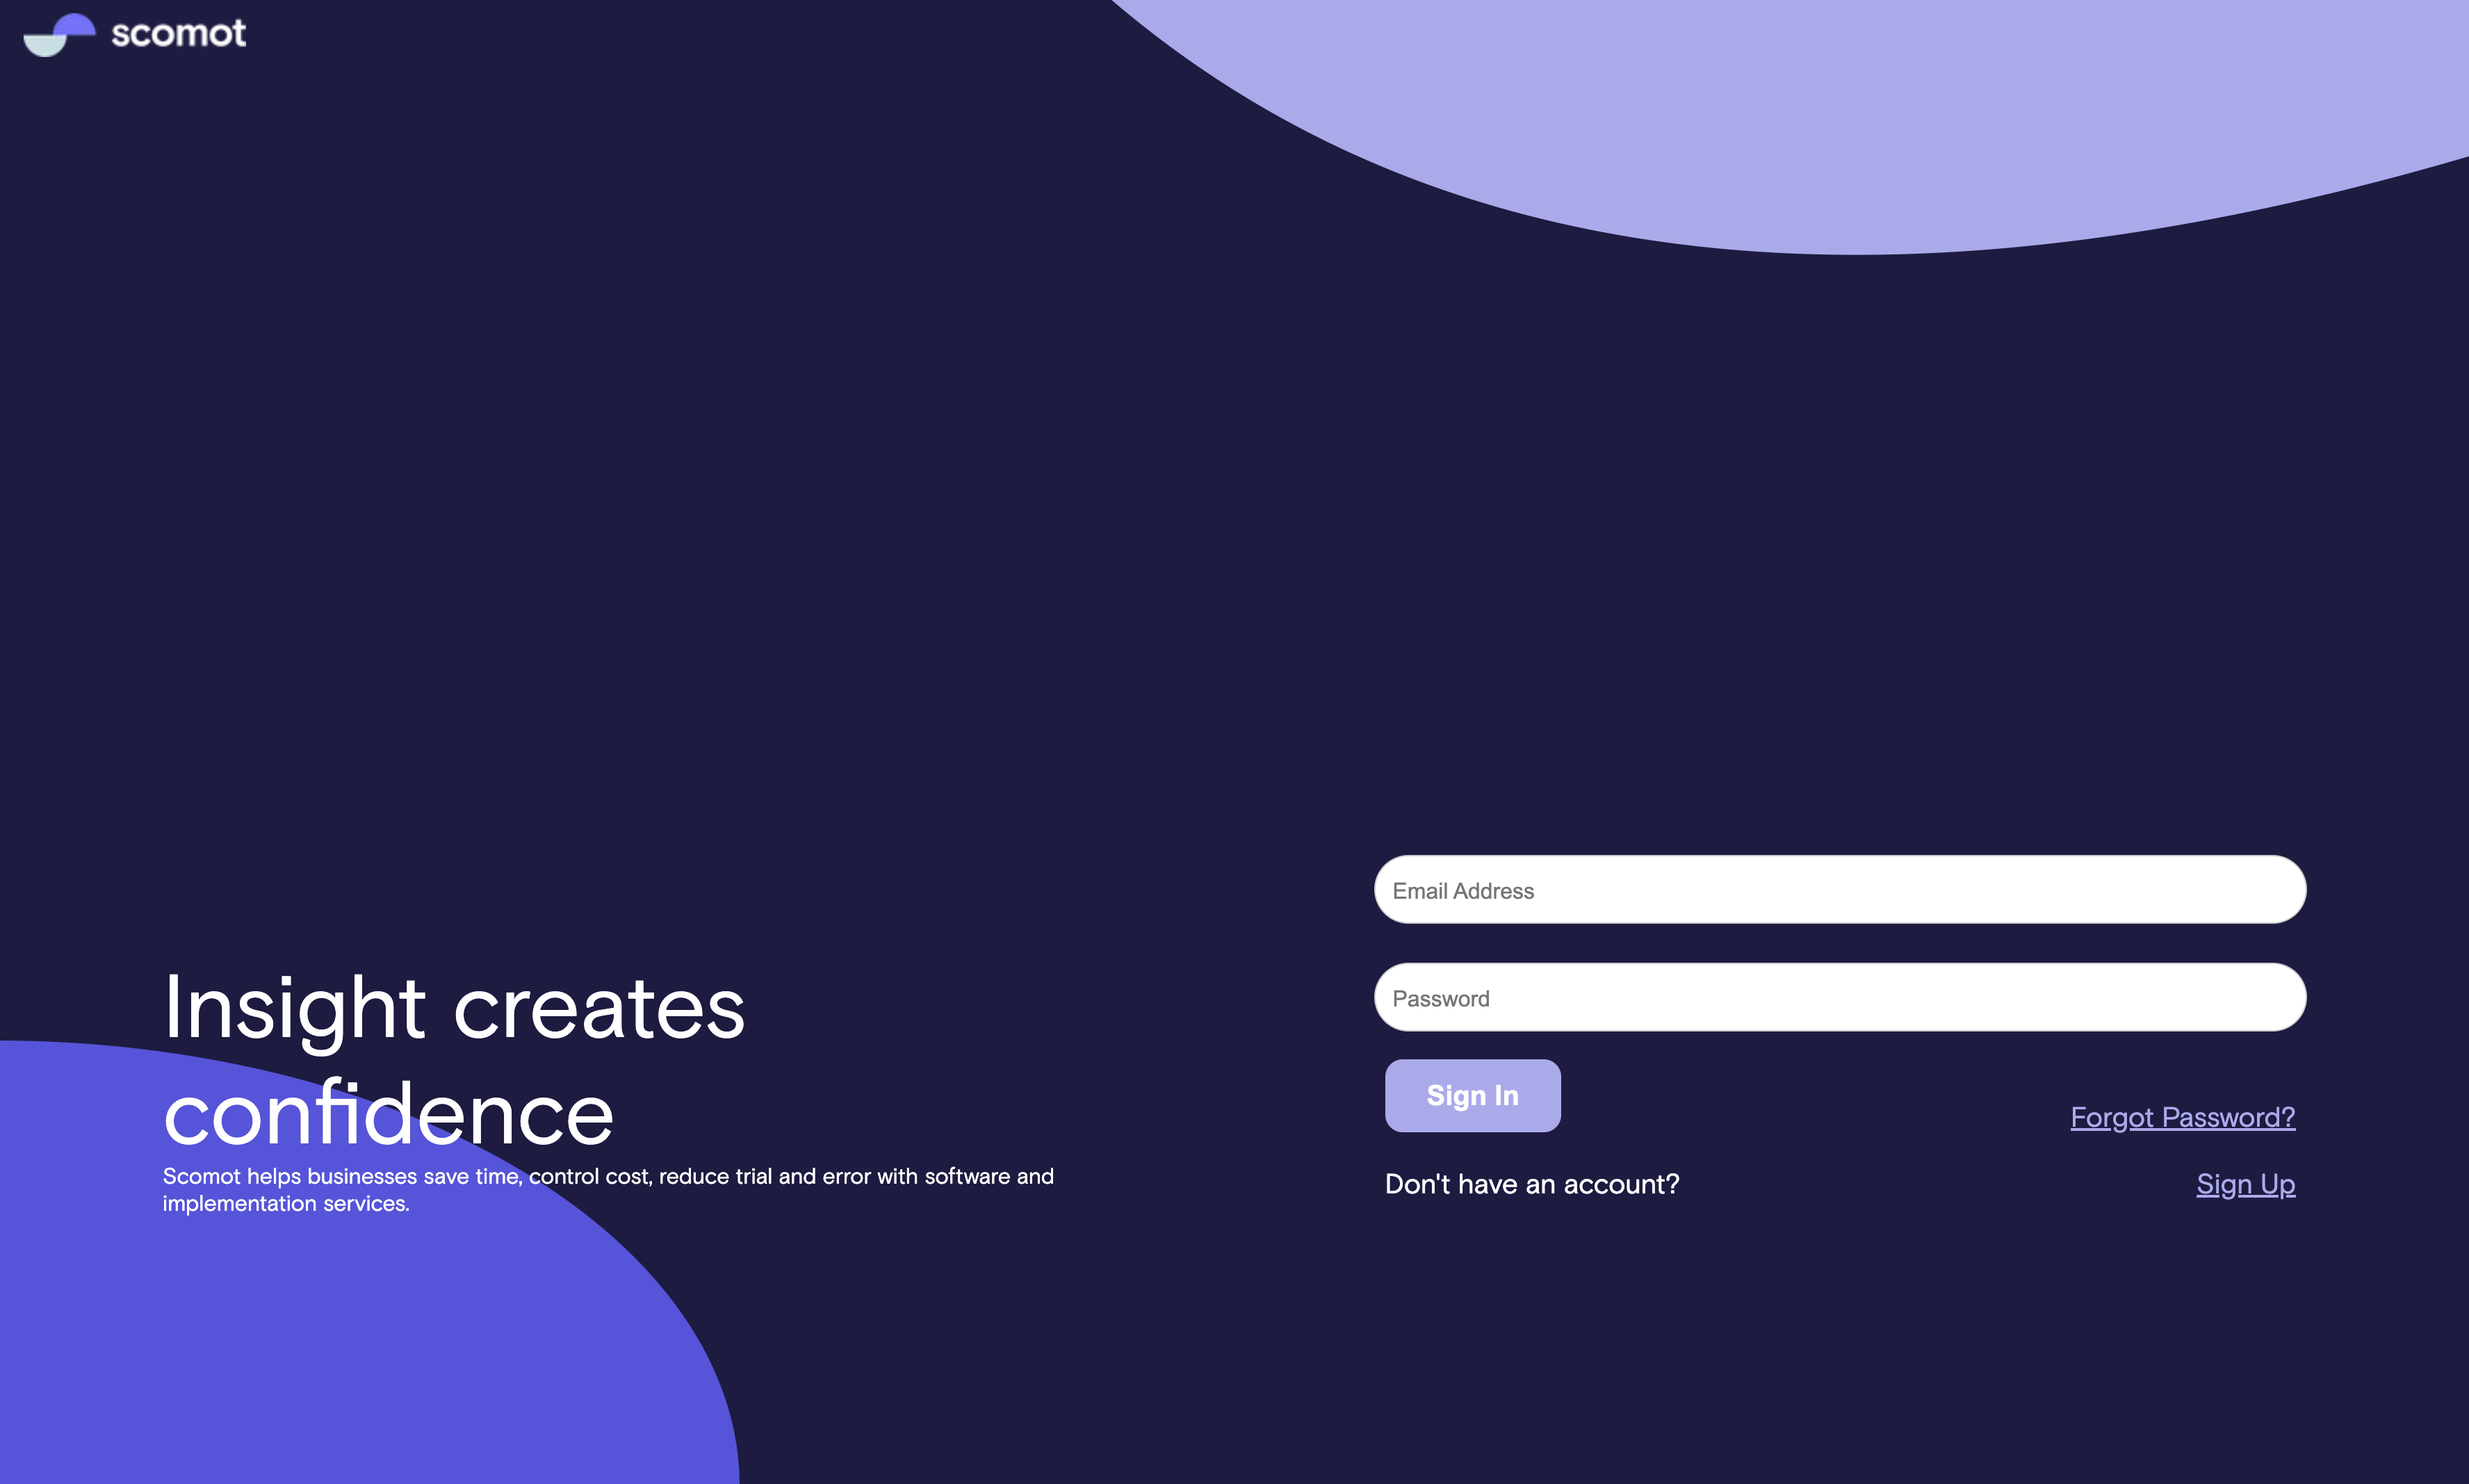 scomot
Insight creates
confidence
Scomot helps businesses save time, control cost, reduce trial and error with software and
implementation services.
Email Address
Password
Sign In
Forgot Password?
Don't have an account?
Sign Up